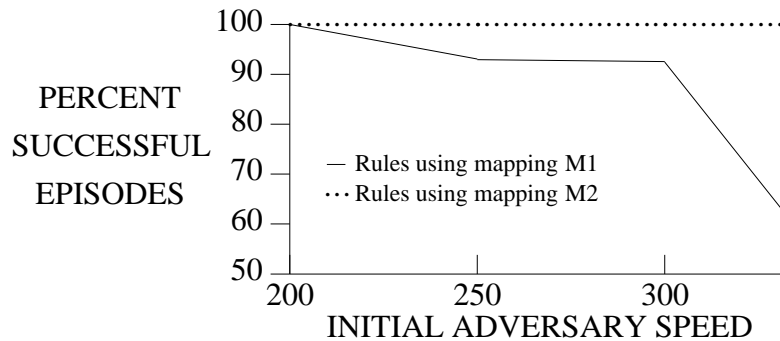 100
90
80
70
60
50
PERCENT
SUCCESSFUL
EPISODES
Rules using mapping M1
Rules using mapping M2
200
250
300
INITIAL ADVERSARY SPEED